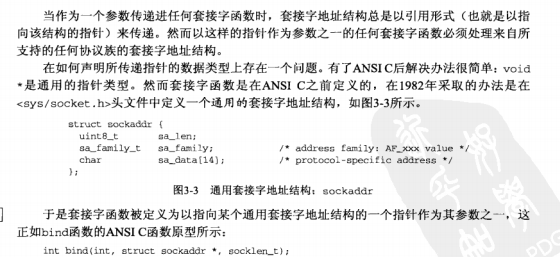 当作为一个参数传递进任何套接字函数时，套接字地址结构总是以引用形式（也就是以指
向该结构的指针）来传递。然而以这样的指针作为参数之一的任何套接字函数必须处理来自所
支持的任何协议族的套接字地址结构。
在如何声明所传递指针的数据类型上存在一个问题。有了ANSI C后解决办法很简单：void
*是通用的指针类型。然而套接字函数是在ANSI C之前定义的，在1982年采取的办法是在
<sys/socket.h>头文件中定义一个通用的套接字地址结构，如图3-3所示。
struct sockaddr {
uint8_t sa_len;
sa_family_t sa_family; /* address family: AF_xxx value */
char sa_data[14]; /* protocol-specific address */
};
图3-3 通用套接字地址结构：sockaddr
于是套接字函数被定义为以指向某个通用套接字地址结构的一个指针作为其参数之一，这
正如bind函数的ANSI C函数原型所示：
int bind(int, struct sockaddr *, socklen_t);
PDG